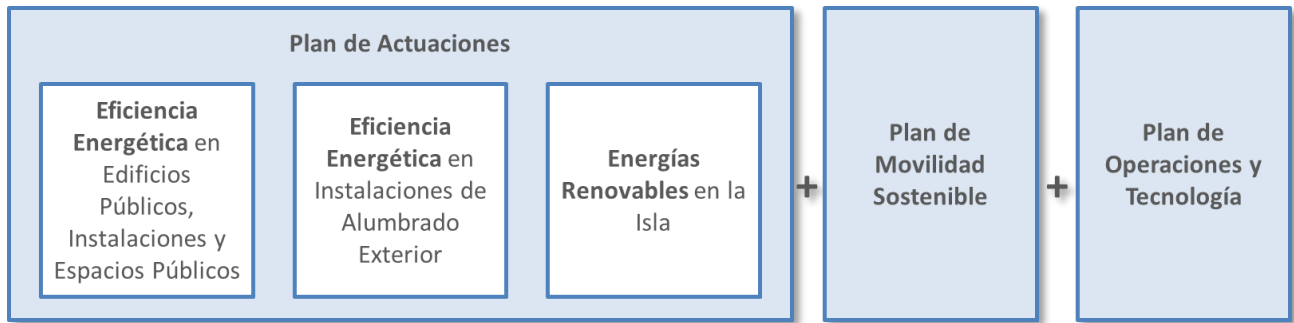 Plan de Actuaciones
Eficiencia
Energética en
Edificios
Públicos,
Instalaciones y
Espacios Públicos
Eficiencia
Energética en
Instalaciones de
Alumbrado
Exterior
Energías
Renovables en la
Isla
+
Plan de
Movilidad
Sostenible
+
Plan de
Operaciones y
Tecnología